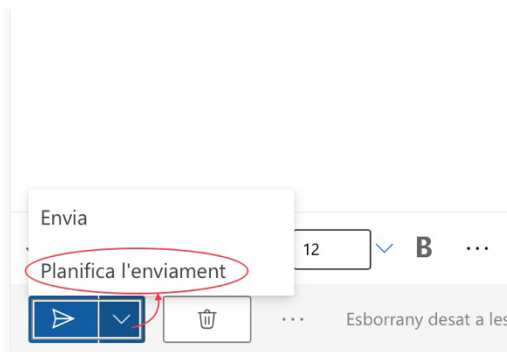 Envia
12
B
...
Planifica l'enviament
...
Esborrany desat a les